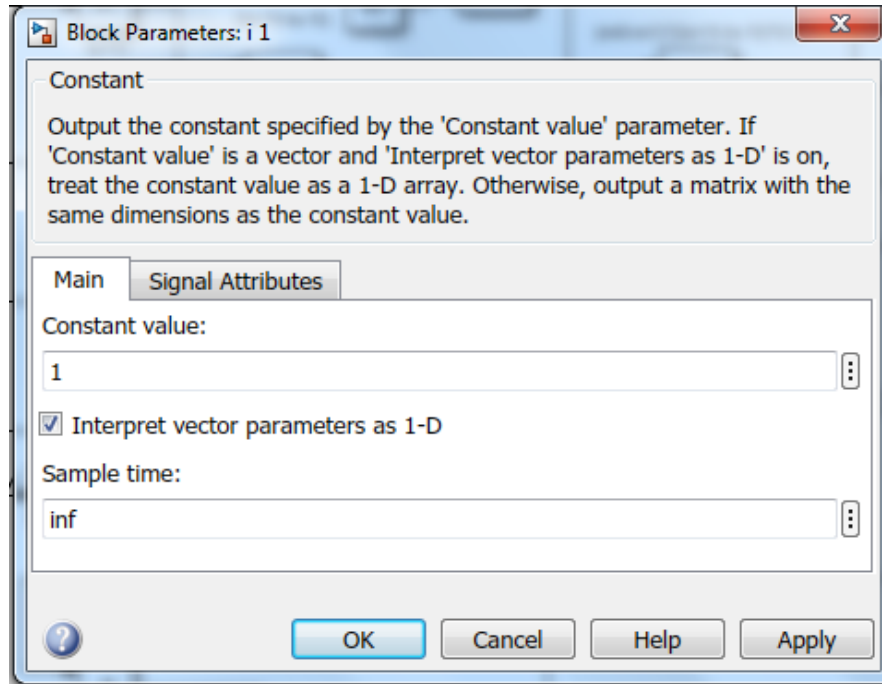 Block Parameters: i 1
Constant
Output the constant specified by the 'Constant value' parameter. If
'Constant value' is a vector and 'Interpret vector parameters as 1-D' is on,
treat the constant value as a 1-D array. Otherwise, output a matrix with the
same dimensions as the constant value.
Main Signal Attributes
Constant value:
1
Interpret vector parameters as 1-D
Sample time:
inf
OK Cancel Help Apply